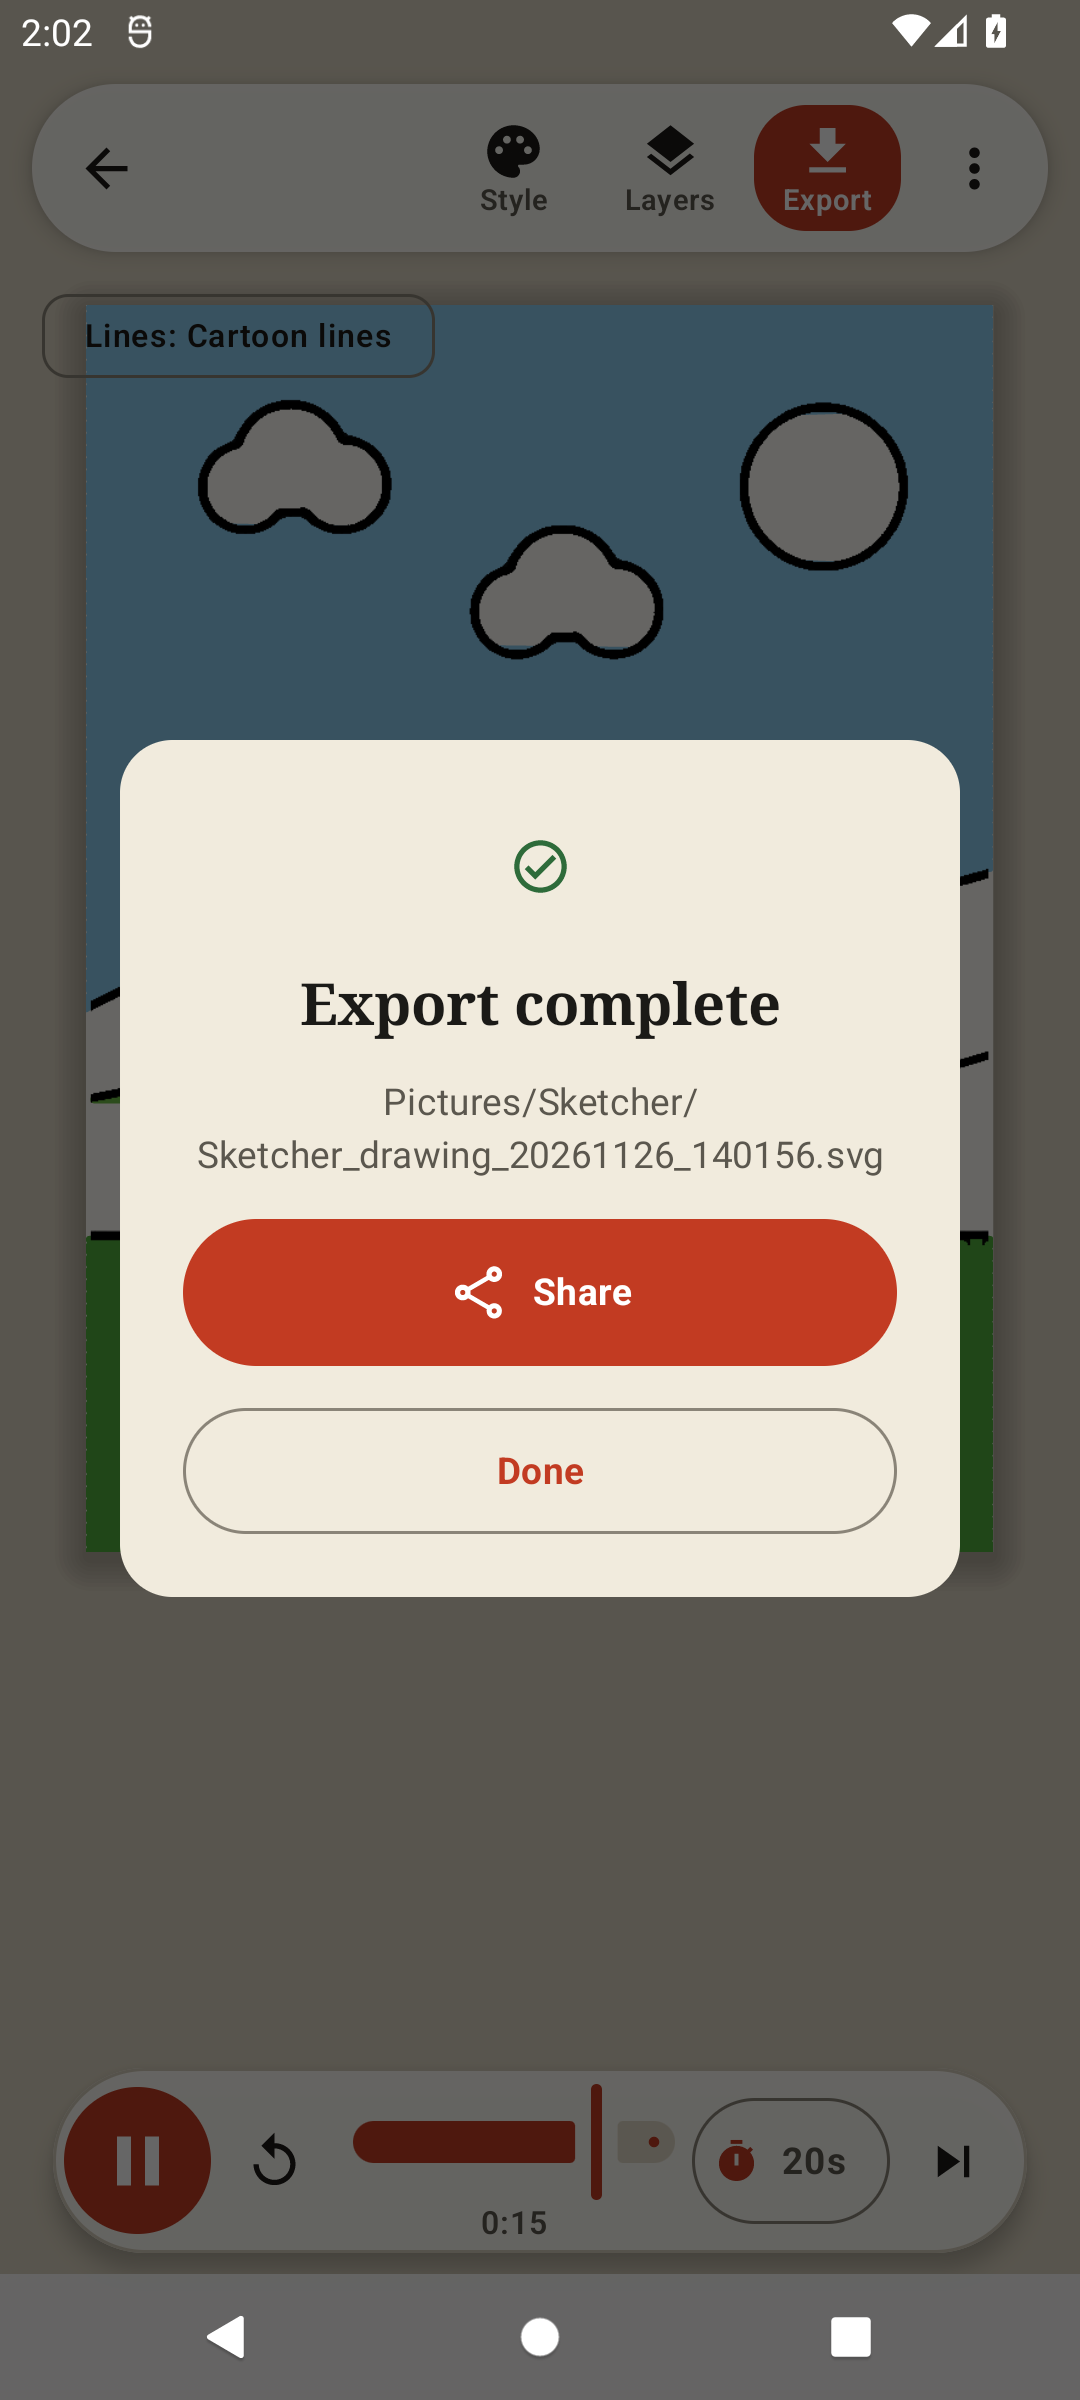 2:02
Style
Layers
Export
Lines: Cartoon lines
Export complete
Pictures/Sketcher/
Sketcher_drawing_20261126_140156.svg
Share
Done
0:15
20s